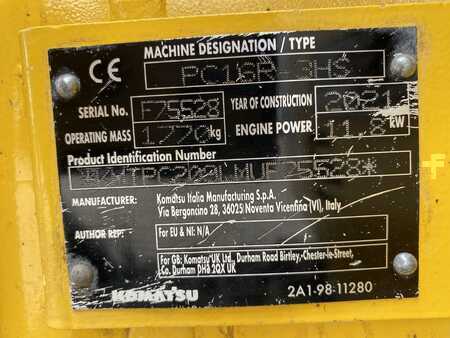 MACHINE DESIGNATION / TYPE
CE PC16R-3HS
SERIAL No. F75528 YEAR OF CONSTRUCTION 2021
OPERATING MASS 1770kg ENGINE POWER 11,8 kW
Product Identification Number
MANUFACTURER: Komatsu Italia Manufacturing S.p.A.
Via Bergoncino 28, 36025 Noventa Vicentina (VI), Italy
AUTHOR REP: For EU & NI: N/A
For GB: Komatsu UK Ltd., Durham Road Birtley, Chester-le-Street,
Co. Durham DH3 2QX UK
KOMATSU 2A1-98-11280